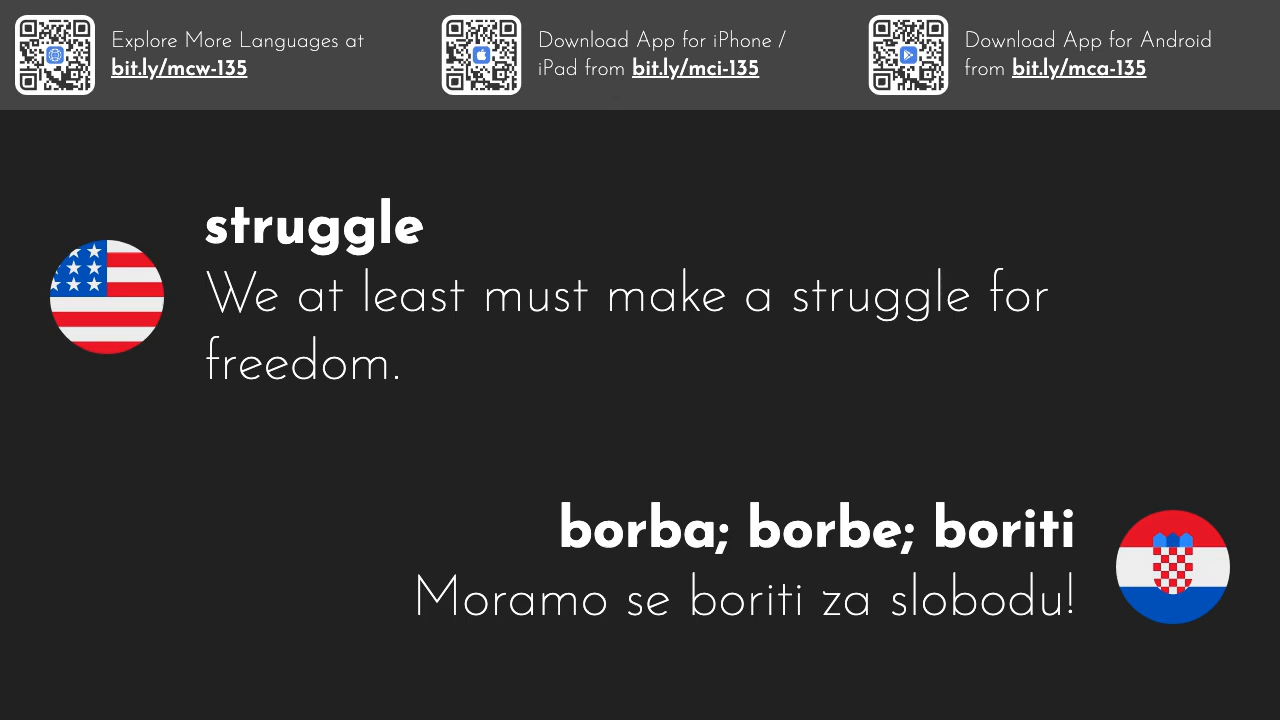 Explore More Languages at
bit.ly/mcw-135
Download App for iPhone /
iPad from bit.ly/mci-135
Download App for Android
from bit.ly/mca-135
struggle
We at least must make a struggle for
freedom.
borba; borbe; boriti
Moramo se boriti za slobodu!